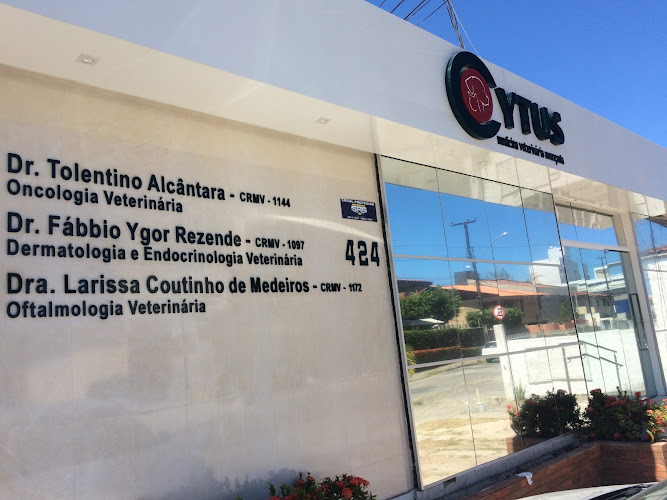 CYTUS
medicina veterinária avançada
Dr. Tolentino Alcântara - CRMV - 1144
Oncologia Veterinária
Dr. Fábbio Ygor Rezende - CRMV - 1097
Dermatologia e Endocrinologia Veterinária
Dra. Larissa Coutinho de Medeiros - CRMV - 1172
Oftalmologia Veterinária
424